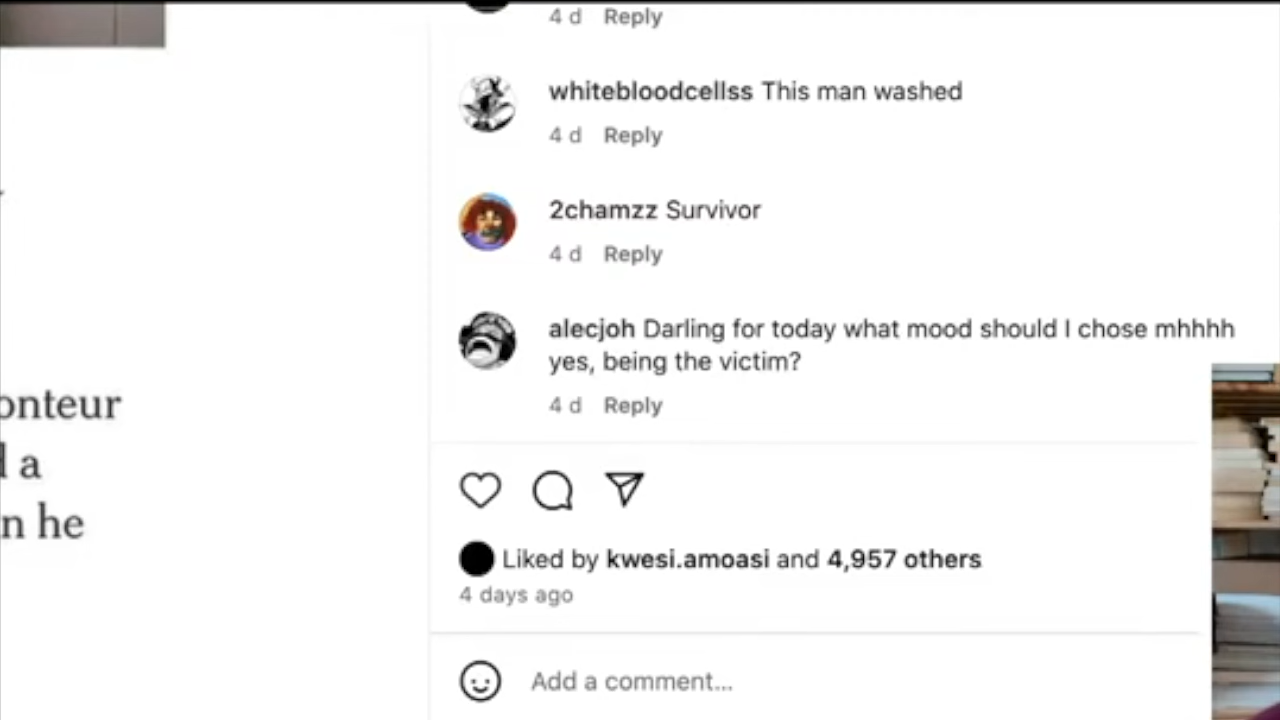 4 d Reply
whitebloodcellss This man washed
4 d Reply
2chamzz Survivor
4 d Reply
alecjoh Darling for today what mood should I chose mhhhh
yes, being the victim?
4 d Reply
onteur
a
n he
Liked by kwesi.amoasi and 4,957 others
4 days ago
Add a comment...